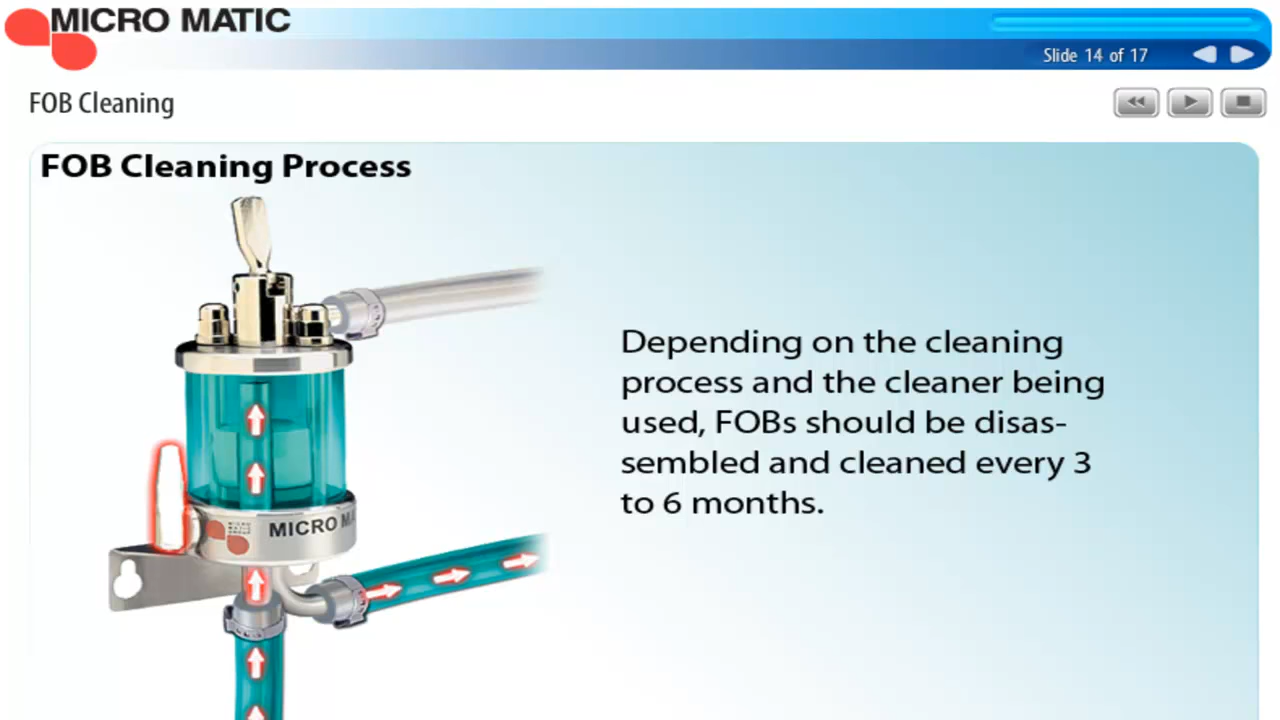 MICRO MATIC
Slide 14 of 17
FOB Cleaning
FOB Cleaning Process
Depending on the cleaning
process and the cleaner being
used, FOBs should be disas-
sembled and cleaned every 3
to 6 months.
MICRO MA